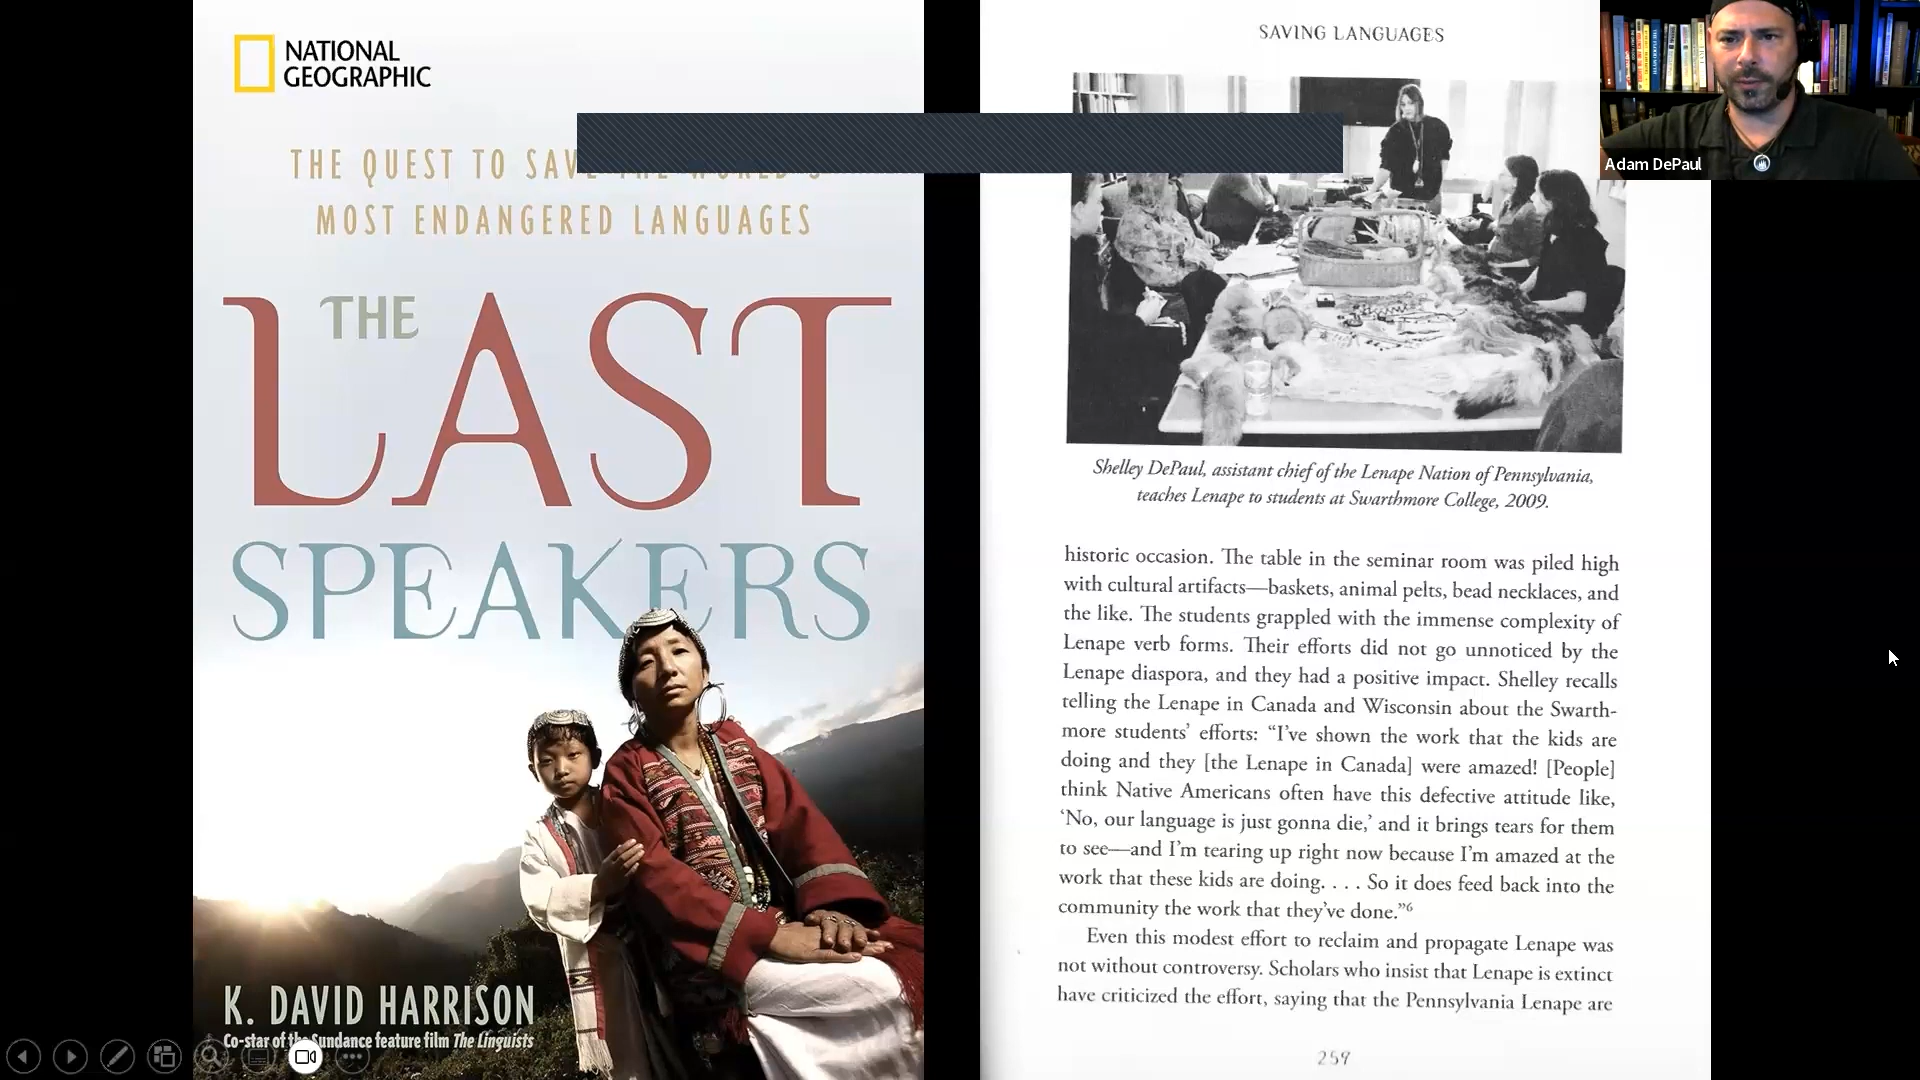 NATIONAL
GEOGRAPHIC
THE QUEST TO SAVE THE WORLD'S
MOST ENDANGERED LANGUAGES
THE
LAST
SPEAKERS
K. DAVID HARRISON
Co-star of the Sundance feature film The Linguists
SAVING LANGUAGES
Shelley DePaul, assistant chief of the Lenape Nation of Pennsylvania,
teaches Lenape to students at Swarthmore College, 2009.
historic occasion. The table in the seminar room was piled high
with cultural artifacts—baskets, animal pelts, bead necklaces, and
the like. The students grappled with the immense complexity of
Lenape verb forms. Their efforts did not go unnoticed by the
Lenape diaspora, and they had a positive impact. Shelley recalls
telling the Lenape in Canada and Wisconsin about the Swarth-
more students' efforts: “I've shown the work that the kids are
doing and they [the Lenape in Canada] were amazed! [People]
think Native Americans often have this defective attitude like,
‘No, our language is just gonna die,’ and it brings tears for them
to see—and I'm tearing up right now because I'm amazed at the
work that these kids are doing. . . . So it does feed back into the
community the work that they've done.”6
Even this modest effort to reclaim and propagate Lenape was
not without controversy. Scholars who insist that Lenape is extinct
have criticized the effort, saying that the Pennsylvania Lenape are
259
Adam DePaul